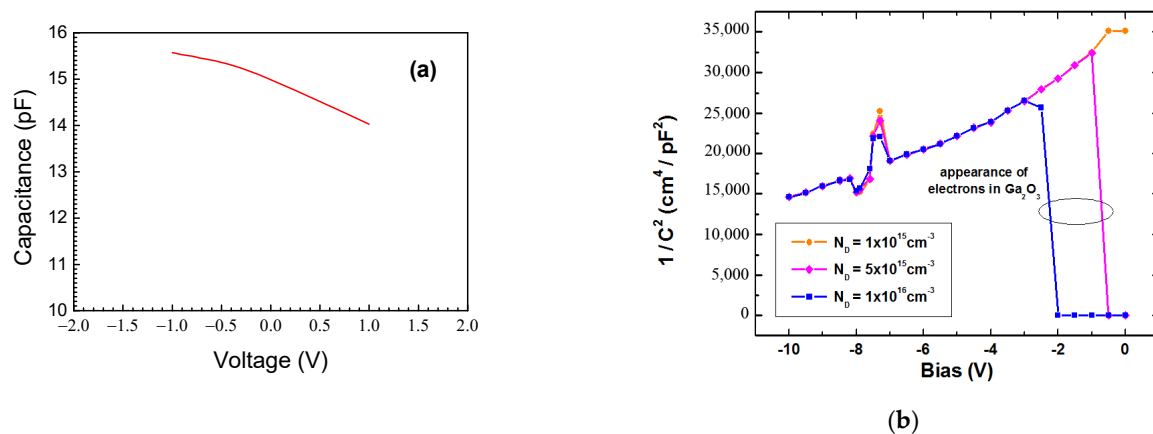 (a)
Capacitance (pF)
16
15
14
13
12
11
10
−2.0 −1.5 −1.0 −0.5 0.0 0.5 1.0 1.5 2.0
Voltage (V)
1 / C² (cm⁴ / pF²)
35,000
30,000
25,000
20,000
15,000
10,000
5,000
0
appearance of
electrons in Ga₂O₃
N_D = 1x10¹⁵cm⁻³
N_D = 5x10¹⁵cm⁻³
N_D = 1x10¹⁶cm⁻³
-10 -8 -6 -4 -2 0
Bias (V)
(b)